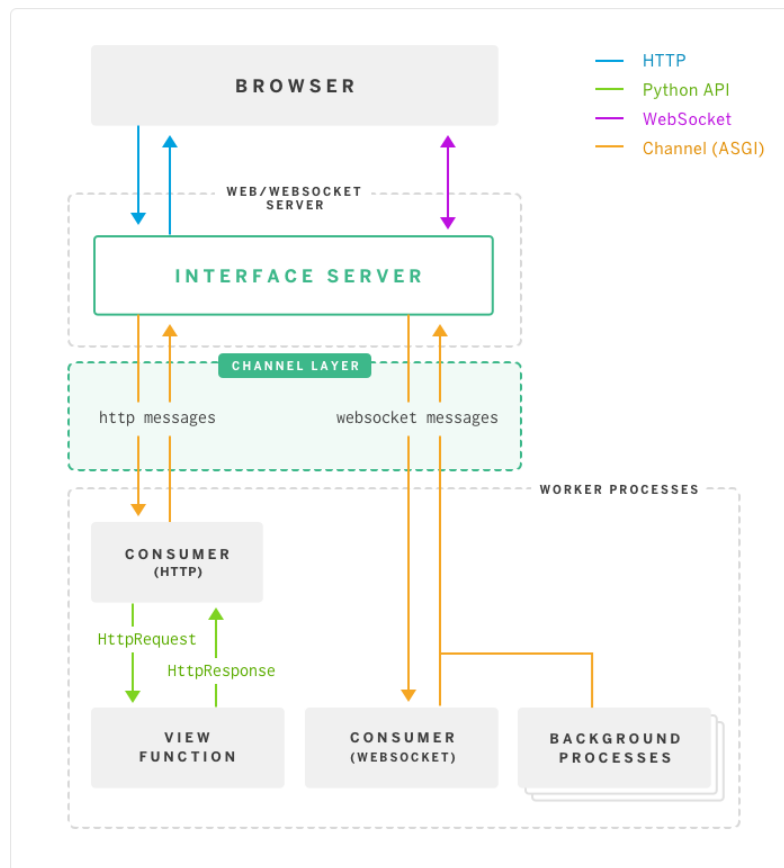 BROWSER
HTTP
Python API
WebSocket
Channel (ASGI)
WEB/WEBSOCKET
SERVER
INTERFACE SERVER
CHANNEL LAYER
http messages
websocket messages
WORKER PROCESSES
CONSUMER
(HTTP)
HttpRequest
HttpResponse
VIEW
FUNCTION
CONSUMER
(WEBSOCKET)
BACKGROUND
PROCESSES